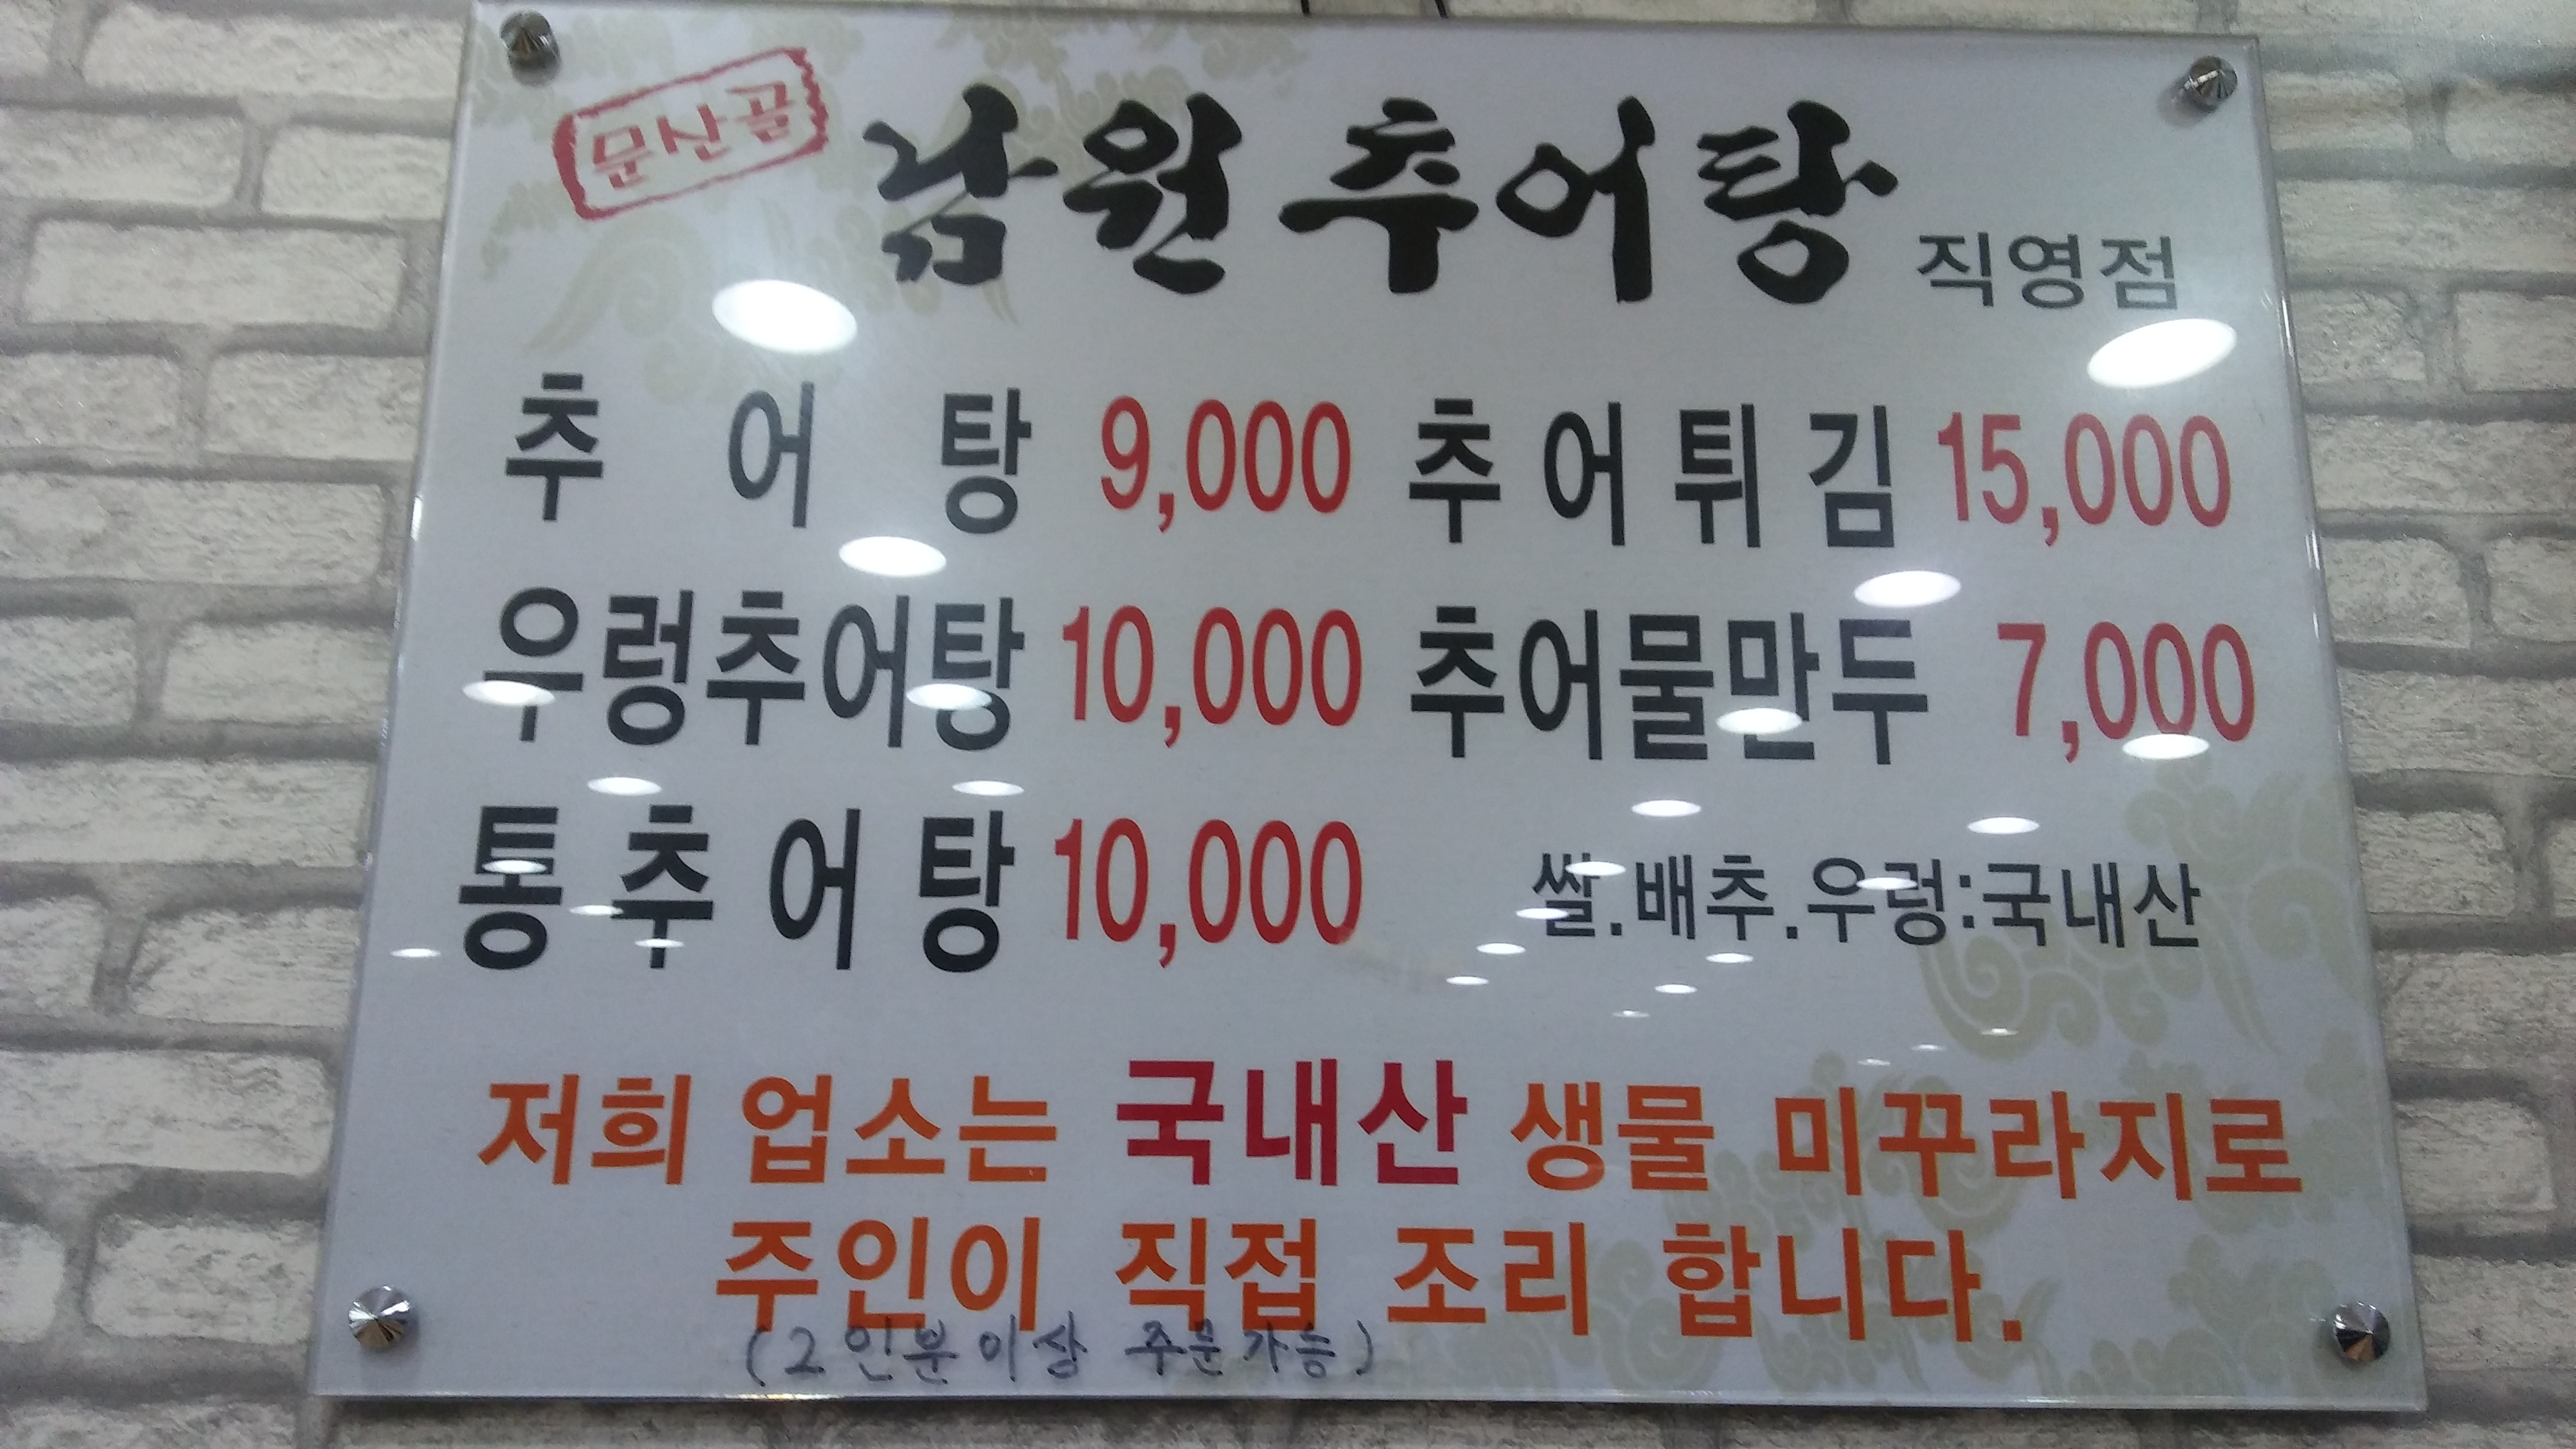 문산골 남원 추어탕 직영점
추어탕 9,000 추어튀김 15,000
우렁추어탕 10,000 추어물만두 7,000
통추어탕 10,000 쌀.배추.우렁:국내산
저희 업소는 국내산 생물 미꾸라지로
주인이 직접 조리 합니다.
(2인분이상 주문가능)